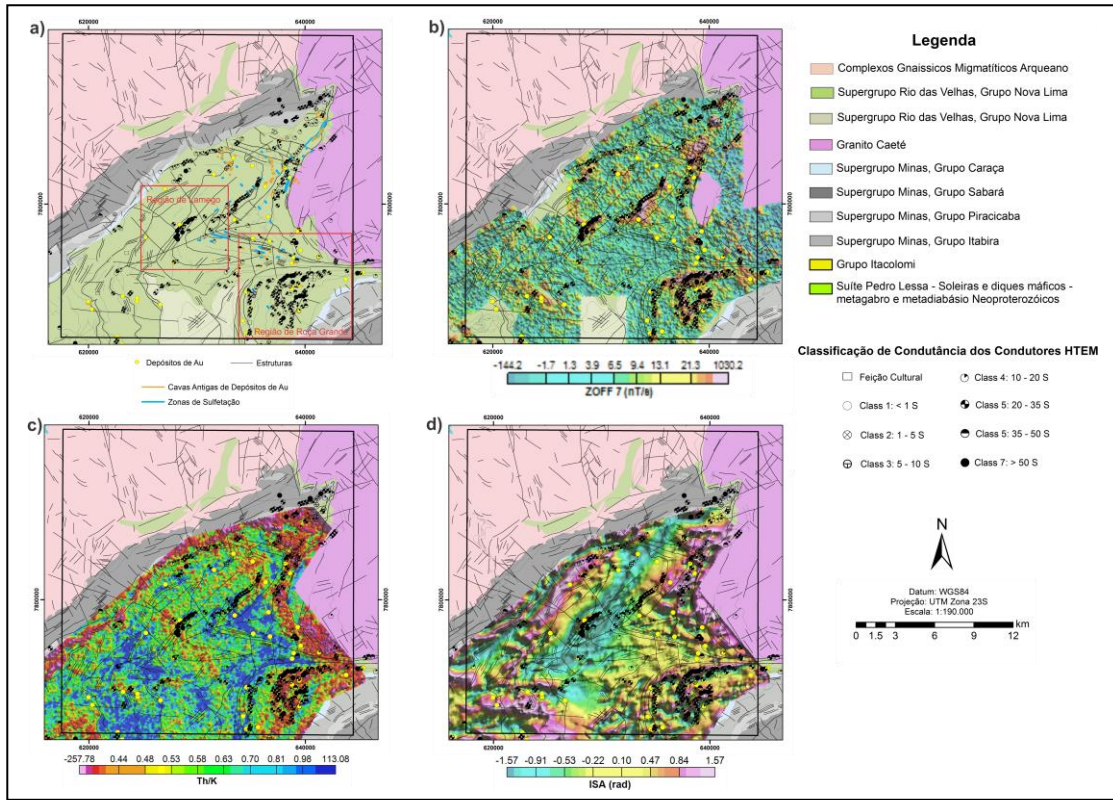 a)
620000
640000
7800000
Região de Lamego
Região de Roça Grande
620000
640000
Depósitos de Au
Estruturas
Cavas Antigas de Depósitos de Au
Zonas de Sulfetação
b)
620000
640000
7800000
620000
640000
-144.2 -1.7 1.3 3.9 6.5 9.4 13.1 21.3 1030.2
ZOFF 7 (nT/s)
c)
620000
640000
7800000
620000
640000
-257.78 0.44 0.48 0.53 0.58 0.63 0.70 0.81 0.98 113.08
Th/K
d)
620000
640000
7800000
620000
640000
-1.57 -0.91 -0.53 -0.22 0.10 0.47 0.84 1.57
ISA (rad)
Legenda
Complexos Gnaissicos Migmatíticos Arqueano
Supergrupo Rio das Velhas, Grupo Nova Lima
Supergrupo Rio das Velhas, Grupo Nova Lima
Granito Caeté
Supergrupo Minas, Grupo Caraça
Supergrupo Minas, Grupo Sabará
Supergrupo Minas, Grupo Piracicaba
Supergrupo Minas, Grupo Itabira
Grupo Itacolomi
Suíte Pedro Lessa - Soleiras e diques máficos -
metagabro e metadiabásio Neoproterozóicos
Classificação de Condutância dos Condutores HTEM
Feição Cultural
Class 4: 10 - 20 S
Class 1: < 1 S
Class 5: 20 - 35 S
Class 2: 1 - 5 S
Class 5: 35 - 50 S
Class 3: 5 - 10 S
Class 7: > 50 S
N
Datum: WGS84
Projeção: UTM Zona 23S
Escala: 1:190.000
km
0 1.5 3 6 9 12